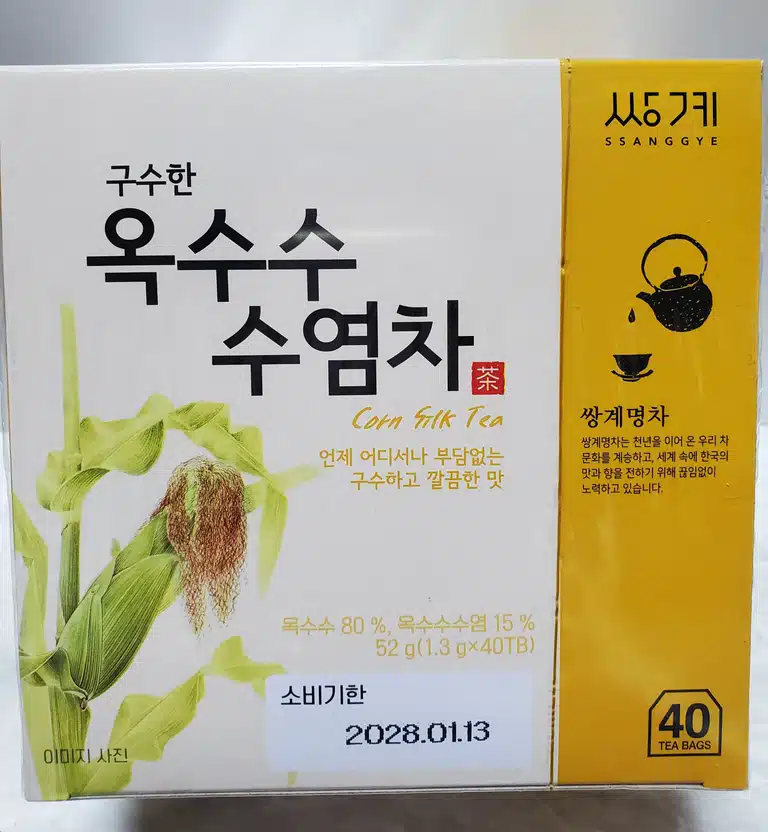 구수한
옥수수
수염차
茶
Corn Silk Tea
언제 어디서나 부담없는
구수하고 깔끔한 맛
옥수수 80 %, 옥수수수염 15 %
52 g(1.3 g×40TB)
소비기한
2028.01.13
이미지 사진
쌍계
SSANGGYE
쌍계명차
쌍계명차는 천년을 이어 온 우리 차
문화를 계승하고, 세계 속에 한국의
맛과 향을 전하기 위해 끊임없이
노력하고 있습니다.
40
TEA BAGS